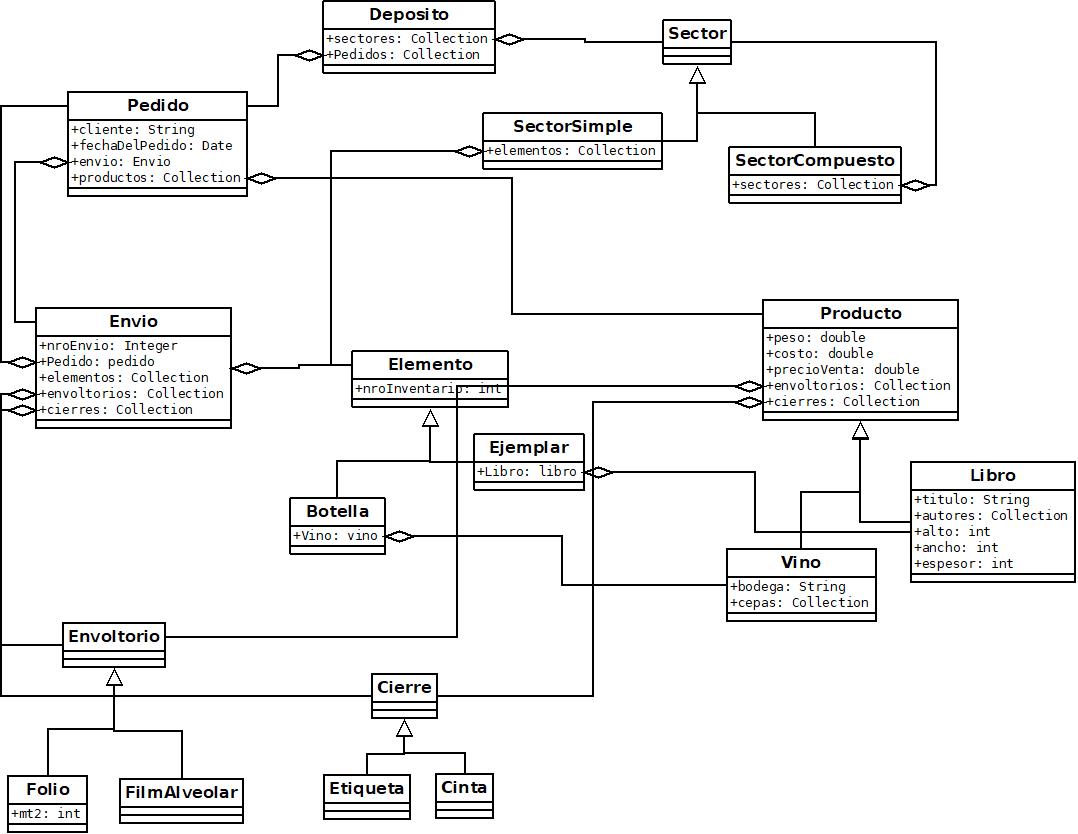 Deposito
+sectores: Collection
+Pedidos: Collection
Sector
Pedido
+cliente: String
+fechaDelPedido: Date
+envio: Envio
+productos: Collection
SectorSimple
+elementos: Collection
SectorCompuesto
+sectores: Collection
Envio
+nroEnvio: Integer
+Pedido: pedido
+elementos: Collection
+envoltorios: Collection
+cierres: Collection
Elemento
+nroInventario: int
Producto
+peso: double
+costo: double
+precioVenta: double
+envoltorios: Collection
+cierres: Collection
Ejemplar
+Libro: libro
Libro
+titulo: String
+autores: Collection
+alto: int
+ancho: int
+espesor: int
Botella
+Vino: vino
Vino
+bodega: String
+cepas: Collection
Envoltorio
Cierre
Folio
+mt2: int
FilmAlveolar
Etiqueta
Cinta